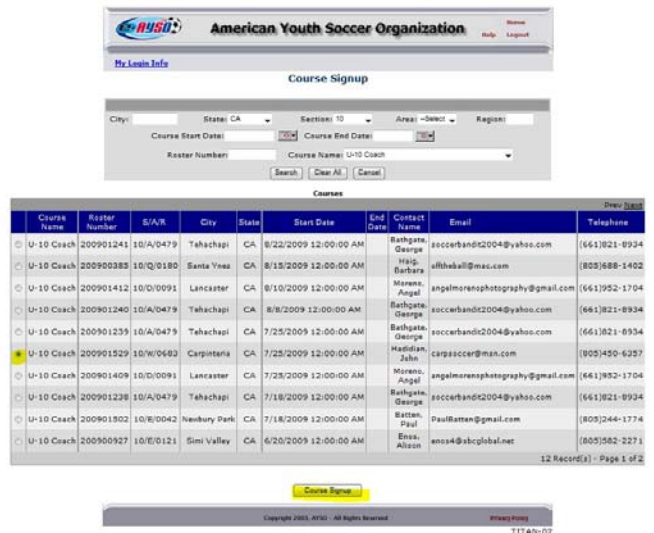 AYSO American Youth Soccer Organization Home
Help Logout
My Login Info
Course Signup
City: State: CA Section: 10 Area: --Select Region:
Course Start Date: Course End Date:
Roster Number: Course Name: U-10 Coach
Search Clear All Cancel
Courses
Prev Next
Course Name Roster Number S/A/R City State Start Date End Date Contact Name Email Telephone
U-10 Coach 200901241 10/A/0479 Tehachapi CA 8/22/2009 12:00:00 AM Bathgate, George soccerbandit2004@yahoo.com (661)821-8934
U-10 Coach 200900385 10/Q/0180 Santa Ynez CA 8/15/2009 12:00:00 AM Haig, Barbara offtheball@mac.com (805)688-1402
U-10 Coach 200901412 10/D/0091 Lancaster CA 8/10/2009 12:00:00 AM Moreno, Angel angelmorenophotography@gmail.com (661)952-1704
U-10 Coach 200901240 10/A/0479 Tehachapi CA 8/8/2009 12:00:00 AM Bathgate, George soccerbandit2004@yahoo.com (661)821-8934
U-10 Coach 200901239 10/A/0479 Tehachapi CA 7/25/2009 12:00:00 AM Bathgate, George soccerbandit2004@yahoo.com (661)821-8934
U-10 Coach 200901529 10/W/0683 Carpinteria CA 7/25/2009 12:00:00 AM Hadidian, John carpsoccer@msn.com (805)450-6357
U-10 Coach 200901409 10/D/0091 Lancaster CA 7/25/2009 12:00:00 AM Moreno, Angel angelmorenophotography@gmail.com (661)952-1704
U-10 Coach 200901238 10/A/0479 Tehachapi CA 7/18/2009 12:00:00 AM Bathgate, George soccerbandit2004@yahoo.com (661)821-8934
U-10 Coach 200901502 10/E/0042 Newbury Park CA 7/18/2009 12:00:00 AM Batten, Paul PaulBatten@gmail.com (805)244-1774
U-10 Coach 200900927 10/E/0121 Simi Valley CA 6/20/2009 12:00:00 AM Enos, Alison enos4@sbcglobal.net (805)582-2271
12 Record(s) - Page 1 of 2
Course Signup
Copyright 2003, AYSO - All Rights Reserved Privacy Policy
TITAN-02